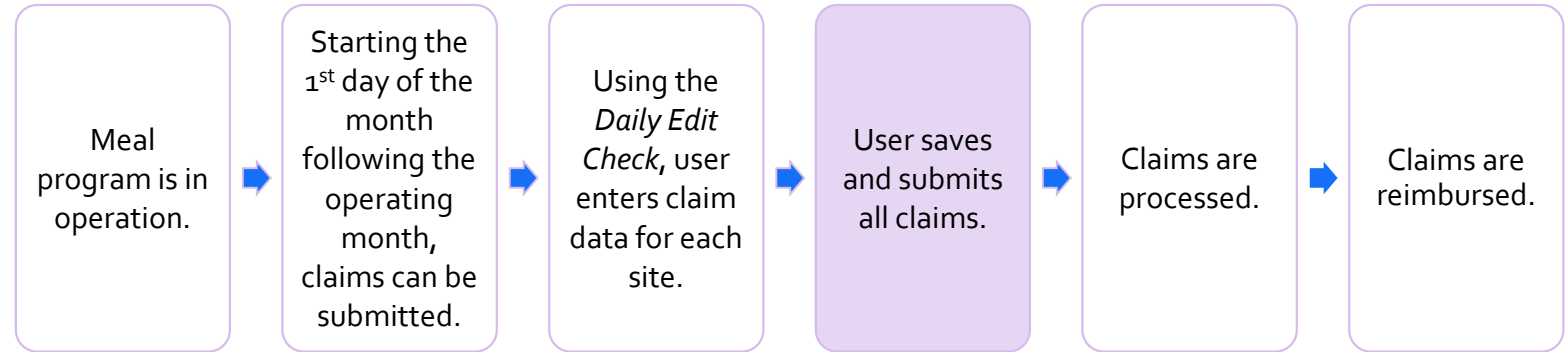 Meal
program is in
operation.
Starting the
1st day of the
month
following the
operating
month,
claims can be
submitted.
Using the
Daily Edit
Check, user
enters claim
data for each
site.
User saves
and submits
all claims.
Claims are
processed.
Claims are
reimbursed.